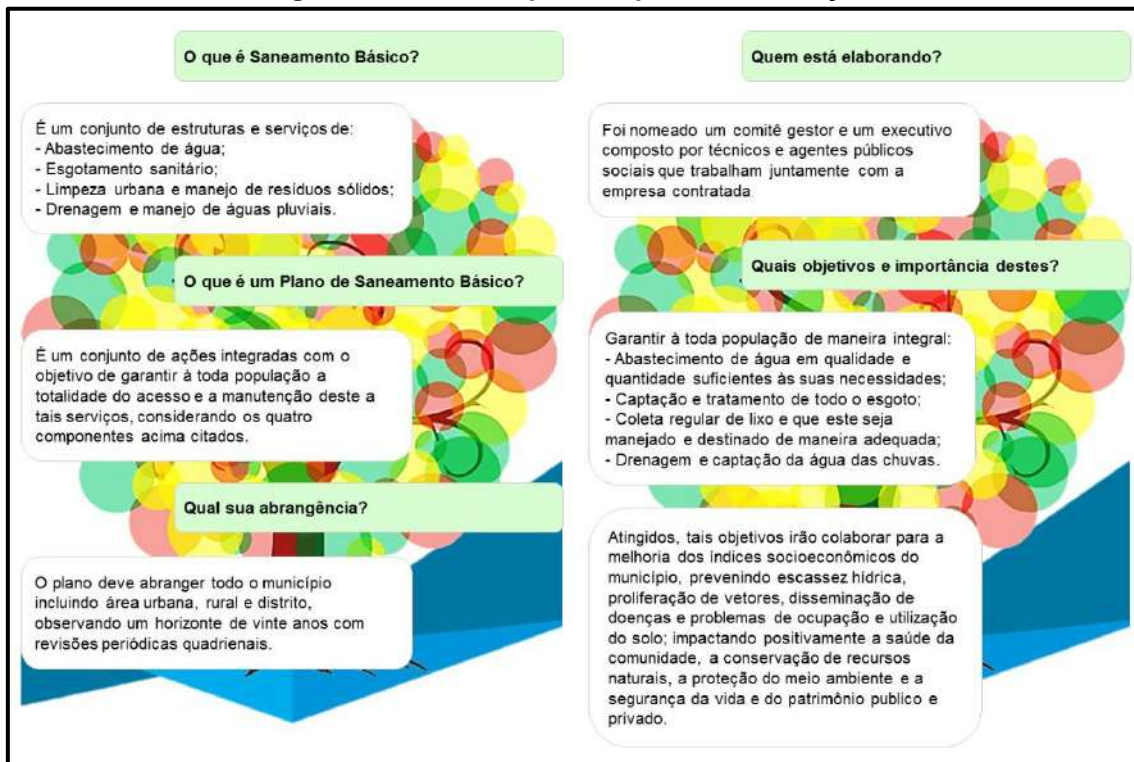 O que é Saneamento Básico?
É um conjunto de estruturas e serviços de:
- Abastecimento de água;
- Esgotamento sanitário;
- Limpeza urbana e manejo de resíduos sólidos;
- Drenagem e manejo de águas pluviais.
O que é um Plano de Saneamento Básico?
É um conjunto de ações integradas com o
objetivo de garantir à toda população a
totalidade do acesso e a manutenção deste a
tais serviços, considerando os quatro
componentes acima citados.
Qual sua abrangência?
O plano deve abranger todo o município
incluindo área urbana, rural e distrito,
observando um horizonte de vinte anos com
revisões periódicas quadrienais.
Quem está elaborando?
Foi nomeado um comitê gestor e um executivo
composto por técnicos e agentes públicos
sociais que trabalham juntamente com a
empresa contratada.
Quais objetivos e importância destes?
Garantir à toda população de maneira integral:
- Abastecimento de água em qualidade e
quantidade suficientes às suas necessidades;
- Captação e tratamento de todo o esgoto;
- Coleta regular de lixo e que este seja
manejado e destinado de maneira adequada;
- Drenagem e captação da água das chuvas.
Atingidos, tais objetivos irão colaborar para a
melhoria dos índices socioeconômicos do
município, prevenindo escassez hídrica,
proliferação de vetores, disseminação de
doenças e problemas de ocupação e utilização
do solo; impactando positivamente a saúde da
comunidade, a conservação de recursos
naturais, a proteção do meio ambiente e a
segurança da vida e do patrimônio publico e
privado.